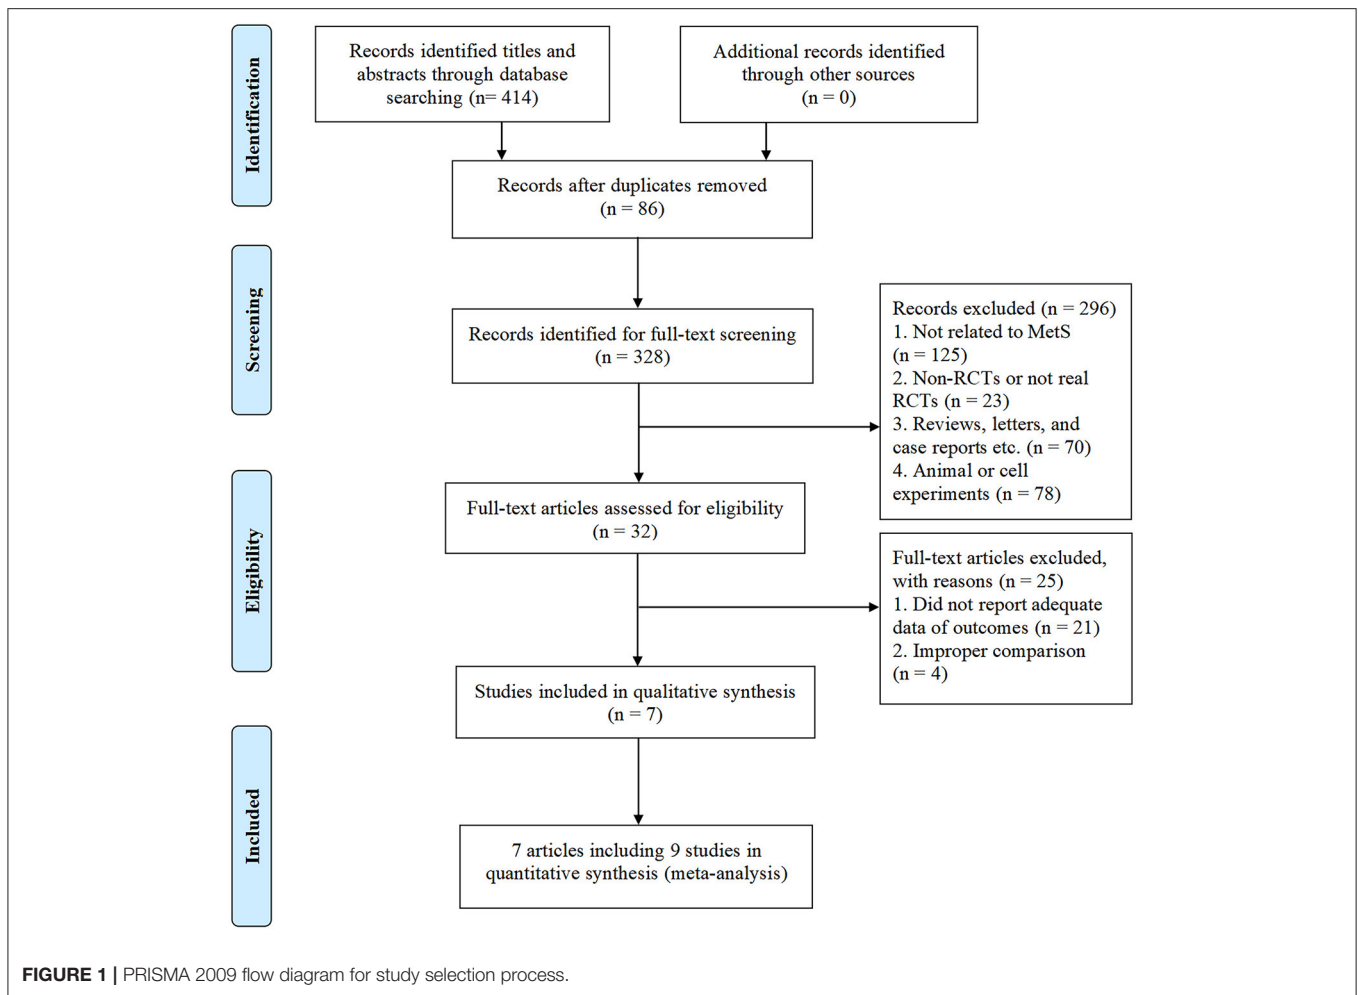 Identification
Records identified titles and
abstracts through database
searching (n= 414)
Additional records identified
through other sources
(n = 0)
Records after duplicates removed
(n = 86)
Screening
Records identified for full-text screening
(n = 328)
Records excluded (n = 296)
1. Not related to MetS
(n = 125)
2. Non-RCTs or not real
RCTs (n = 23)
3. Reviews, letters, and
case reports etc. (n = 70)
4. Animal or cell
experiments (n = 78)
Eligibility
Full-text articles assessed for eligibility
(n = 32)
Full-text articles excluded,
with reasons (n = 25)
1. Did not report adequate
data of outcomes (n = 21)
2. Improper comparison
(n = 4)
Studies included in qualitative synthesis
(n = 7)
Included
7 articles including 9 studies in
quantitative synthesis (meta-analysis)
FIGURE 1 | PRISMA 2009 flow diagram for study selection process.